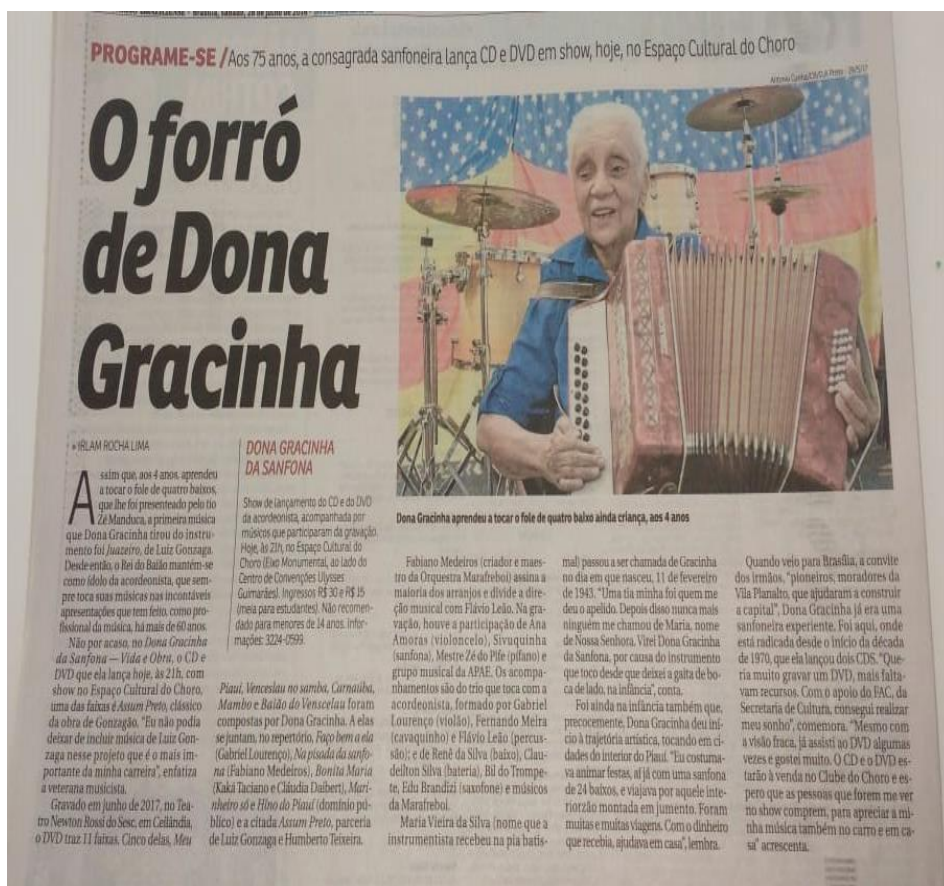 Brasília, sábado, 28 de julho de 2018
PROGRAME-SE / Aos 75 anos, a consagrada sanfoneira lança CD e DVD em show, hoje, no Espaço Cultural do Choro
O forró
de Dona
Gracinha
Dona Gracinha aprendeu a tocar o fole de quatro baixo ainda criança, aos 4 anos
» IRLAM ROCHA LIMA
Assim que, aos 4 anos, aprendeu
a tocar o fole de quatro baixos,
que lhe foi presenteado pelo tio
Zé Manduca, a primeira música
que Dona Gracinha tirou do instru-
mento foi Juazeiro, de Luiz Gonzaga.
Desde então, o Rei do Baião mantém-se
como ídolo da acordeonista, que sem-
pre toca suas músicas nas incontáveis
apresentações que tem feito, como pro-
fissional da música, há mais de 60 anos.
Não por acaso, no Dona Gracinha
da Sanfona — Vida e Obra, o CD e
DVD que ela lança hoje, às 21h, com
show no Espaço Cultural do Choro,
uma das faixas é Assum Preto, clássico
da obra de Gonzagão. "Eu não podia
deixar de incluir música de Luiz Gon-
zaga nesse projeto que é o mais im-
portante da minha carreira", enfatiza
a veterana musicista.
Gravado em junho de 2017, no Tea-
tro Newton Rossi do Sesc, em Ceilândia,
o DVD traz 11 faixas. Cinco delas, Meu
DONA GRACINHA
DA SANFONA
Show de lançamento do CD e do DVD
da acordeonista, acompanhada por
músicos que participaram da gravação.
Hoje, às 21h, no Espaço Cultural do
Choro (Eixo Monumental, ao lado do
Centro de Convenções Ulysses
Guimarães). Ingressos R$ 30 e R$ 15
(meia para estudantes). Não recomen-
dado para menores de 14 anos. Infor-
mações: 3224-0599.
Piauí, Venceslau no samba, Carnaúba,
Mambo e Baião do Venscelau foram
compostas por Dona Gracinha. A elas
se juntam, no repertório, Faço bem a ela
(Gabriel Lourenço), Na pisada da sanfo-
na (Fabiano Medeiros), Bonita Maria
(Kaká Taciano e Cláudia Daibert), Mari-
nheiro só e Hino do Piauí (domínio pú-
blico) e a citada Assum Preto, parceria
de Luiz Gonzaga e Humberto Teixeira.
Fabiano Medeiros (criador e maes-
tro da Orquestra Marafreboi) assina a
maioria dos arranjos e divide a dire-
ção musical com Flávio Leão. Na gra-
vação, houve a participação de Ana
Amoras (violoncelo), Sivuquinha
(sanfona), Mestre Zé do Pife (pífano) e
grupo musical da APAE. Os acompa-
nhamentos são do trio que toca com a
acordeonista, formado por Gabriel
Lourenço (violão), Fernando Meira
(cavaquinho) e Flávio Leão (percus-
são); e de Renê da Silva (baixo), Clau-
deilton Silva (bateria), Bil do Trompe-
te, Edu Brandizi (saxofone) e músicos
da Marafreboi.
Maria Vieira da Silva (nome que a
instrumentista recebeu na pia batis-
mal) passou a ser chamada de Gracinha
no dia em que nasceu, 11 de fevereiro
de 1943. "Uma tia minha foi quem me
deu o apelido. Depois disso nunca mais
ninguém me chamou de Maria, nome
de Nossa Senhora. Virei Dona Gracinha
da Sanfona, por causa do instrumento
que toco desde que deixei a gaita de bo-
ca de lado, na infância", conta.
Foi ainda na infância também que,
precocemente, Dona Gracinha deu iní-
cio à trajetória artística, tocando em ci-
dades do interior do Piauí. "Eu costuma-
va animar festas, aí já com uma sanfona
de 24 baixos, e viajava por aquele inte-
riorzão montada em jumento. Foram
muitas e muitas viagens. Com o dinheiro
que recebia, ajudava em casa", lembra.
Quando veio para Brasília, a convite
dos irmãos, "pioneiros, moradores da
Vila Planalto, que ajudaram a construir
a capital", Dona Gracinha já era uma
sanfoneira experiente. Foi aqui, onde
está radicada desde o início da década
de 1970, que ela lançou dois CDS. "Que-
ria muito gravar um DVD, mais falta-
vam recursos. Com o apoio do FAC, da
Secretaria de Cultura, consegui realizar
meu sonho", comemora. "Mesmo com
a visão fraca, já assisti ao DVD algumas
vezes e gostei muito. O CD e o DVD es-
tarão à venda no Clube do Choro e es-
pero que as pessoas que forem me ver
no show comprem, para apreciar a mi-
nha música também no carro e em ca-
sa" acrescenta.